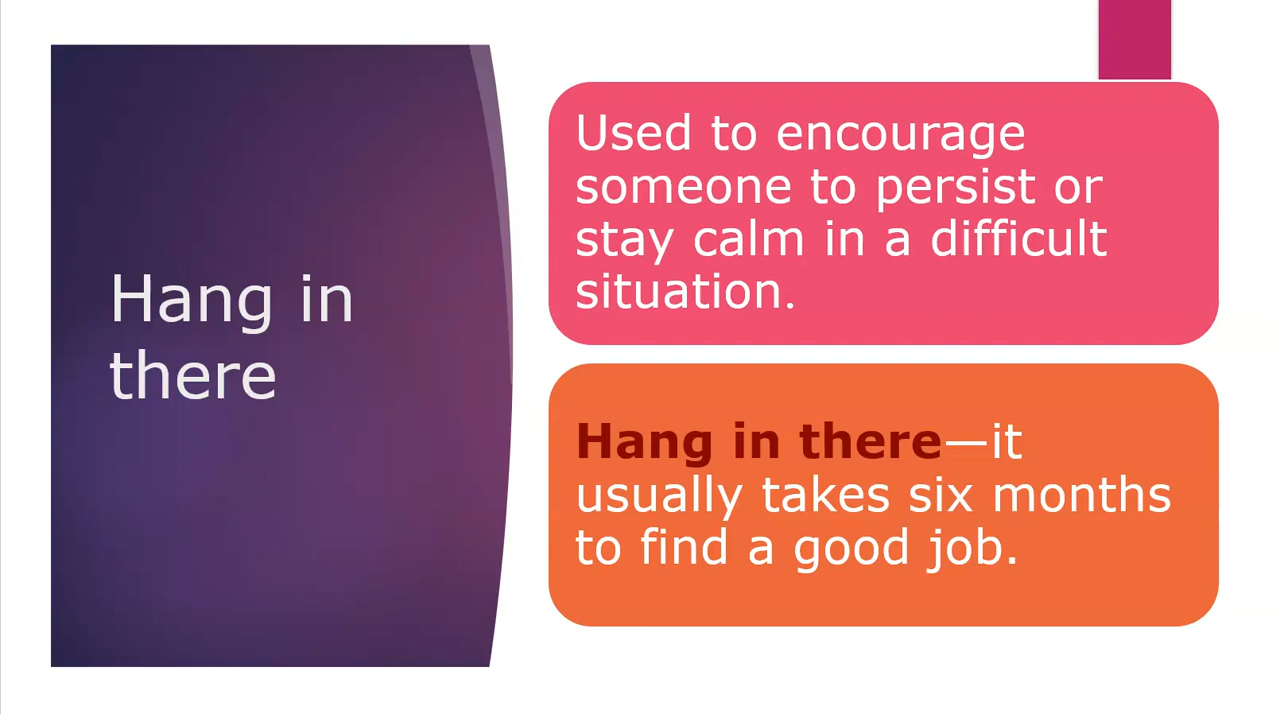 Hang in
there
Used to encourage
someone to persist or
stay calm in a difficult
situation.
Hang in there—it
usually takes six months
to find a good job.